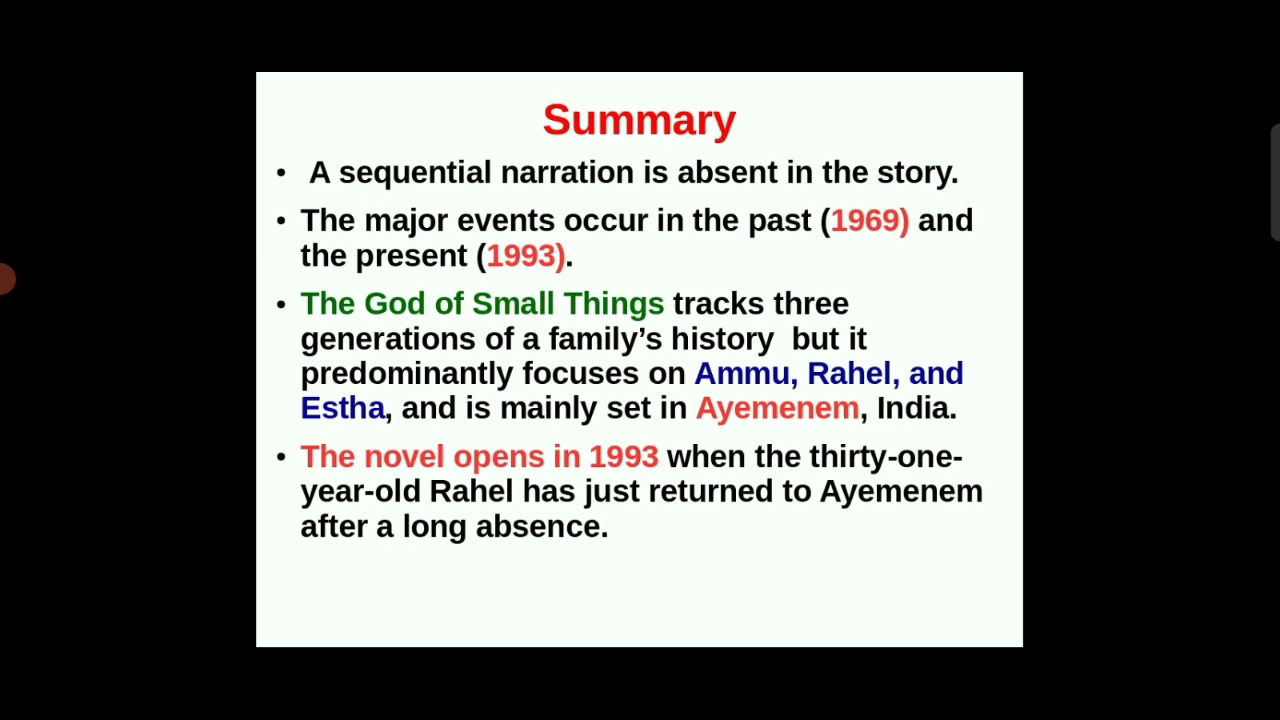 Summary
• A sequential narration is absent in the story.
• The major events occur in the past (1969) and
the present (1993).
• The God of Small Things tracks three
generations of a family’s history  but it
predominantly focuses on Ammu, Rahel, and
Estha, and is mainly set in Ayemenem, India.
• The novel opens in 1993 when the thirty-one-
year-old Rahel has just returned to Ayemenem
after a long absence.